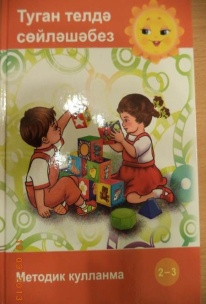 Туган телдә
сөйләшәбез
Методик кулланма
2–3